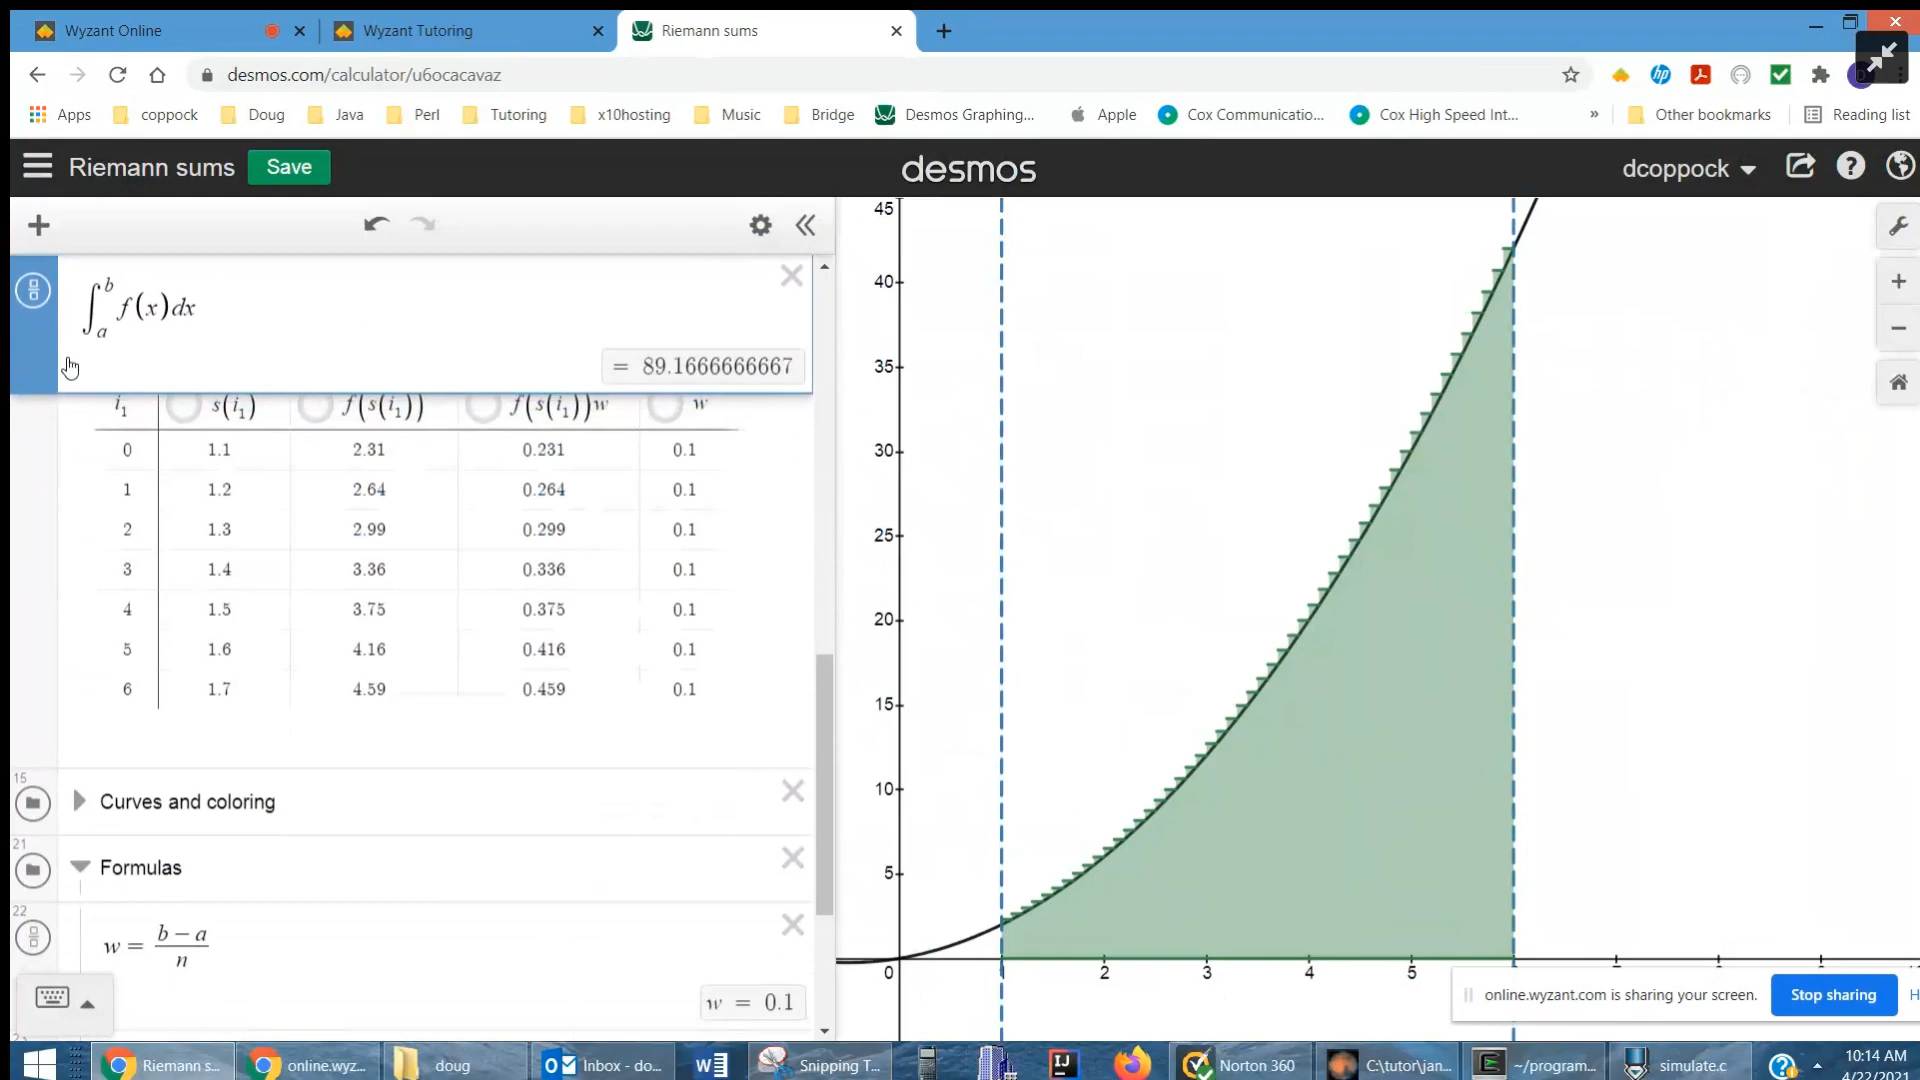 Wyzant Online
Wyzant Tutoring
Riemann sums
desmos.com/calculator/u6ocacavaz
Apps
coppock
Doug
Java
Perl
Tutoring
x10hosting
Music
Bridge
Desmos Graphing...
Apple
Cox Communicatio...
Cox High Speed Int...
»
Other bookmarks
Reading list
Riemann sums
Save
desmos
dcoppock
∫_a^b f(x)dx
= 89.1666666667
i₁ s(i₁) f(s(i₁)) f(s(i₁))w w
0 1.1 2.31 0.231 0.1
1 1.2 2.64 0.264 0.1
2 1.3 2.99 0.299 0.1
3 1.4 3.36 0.336 0.1
4 1.5 3.75 0.375 0.1
5 1.6 4.16 0.416 0.1
6 1.7 4.59 0.459 0.1
15
Curves and coloring
21
Formulas
22
w = (b − a)/n
w = 0.1
45
40
35
30
25
20
15
10
5
0 2 3 4 5
online.wyzant.com is sharing your screen.
Stop sharing
Riemann s...
online.wyz...
doug
Inbox - do...
Snipping T...
Norton 360
C:\tutor\jan...
~/program...
simulate.c
10:14 AM
4/22/2021